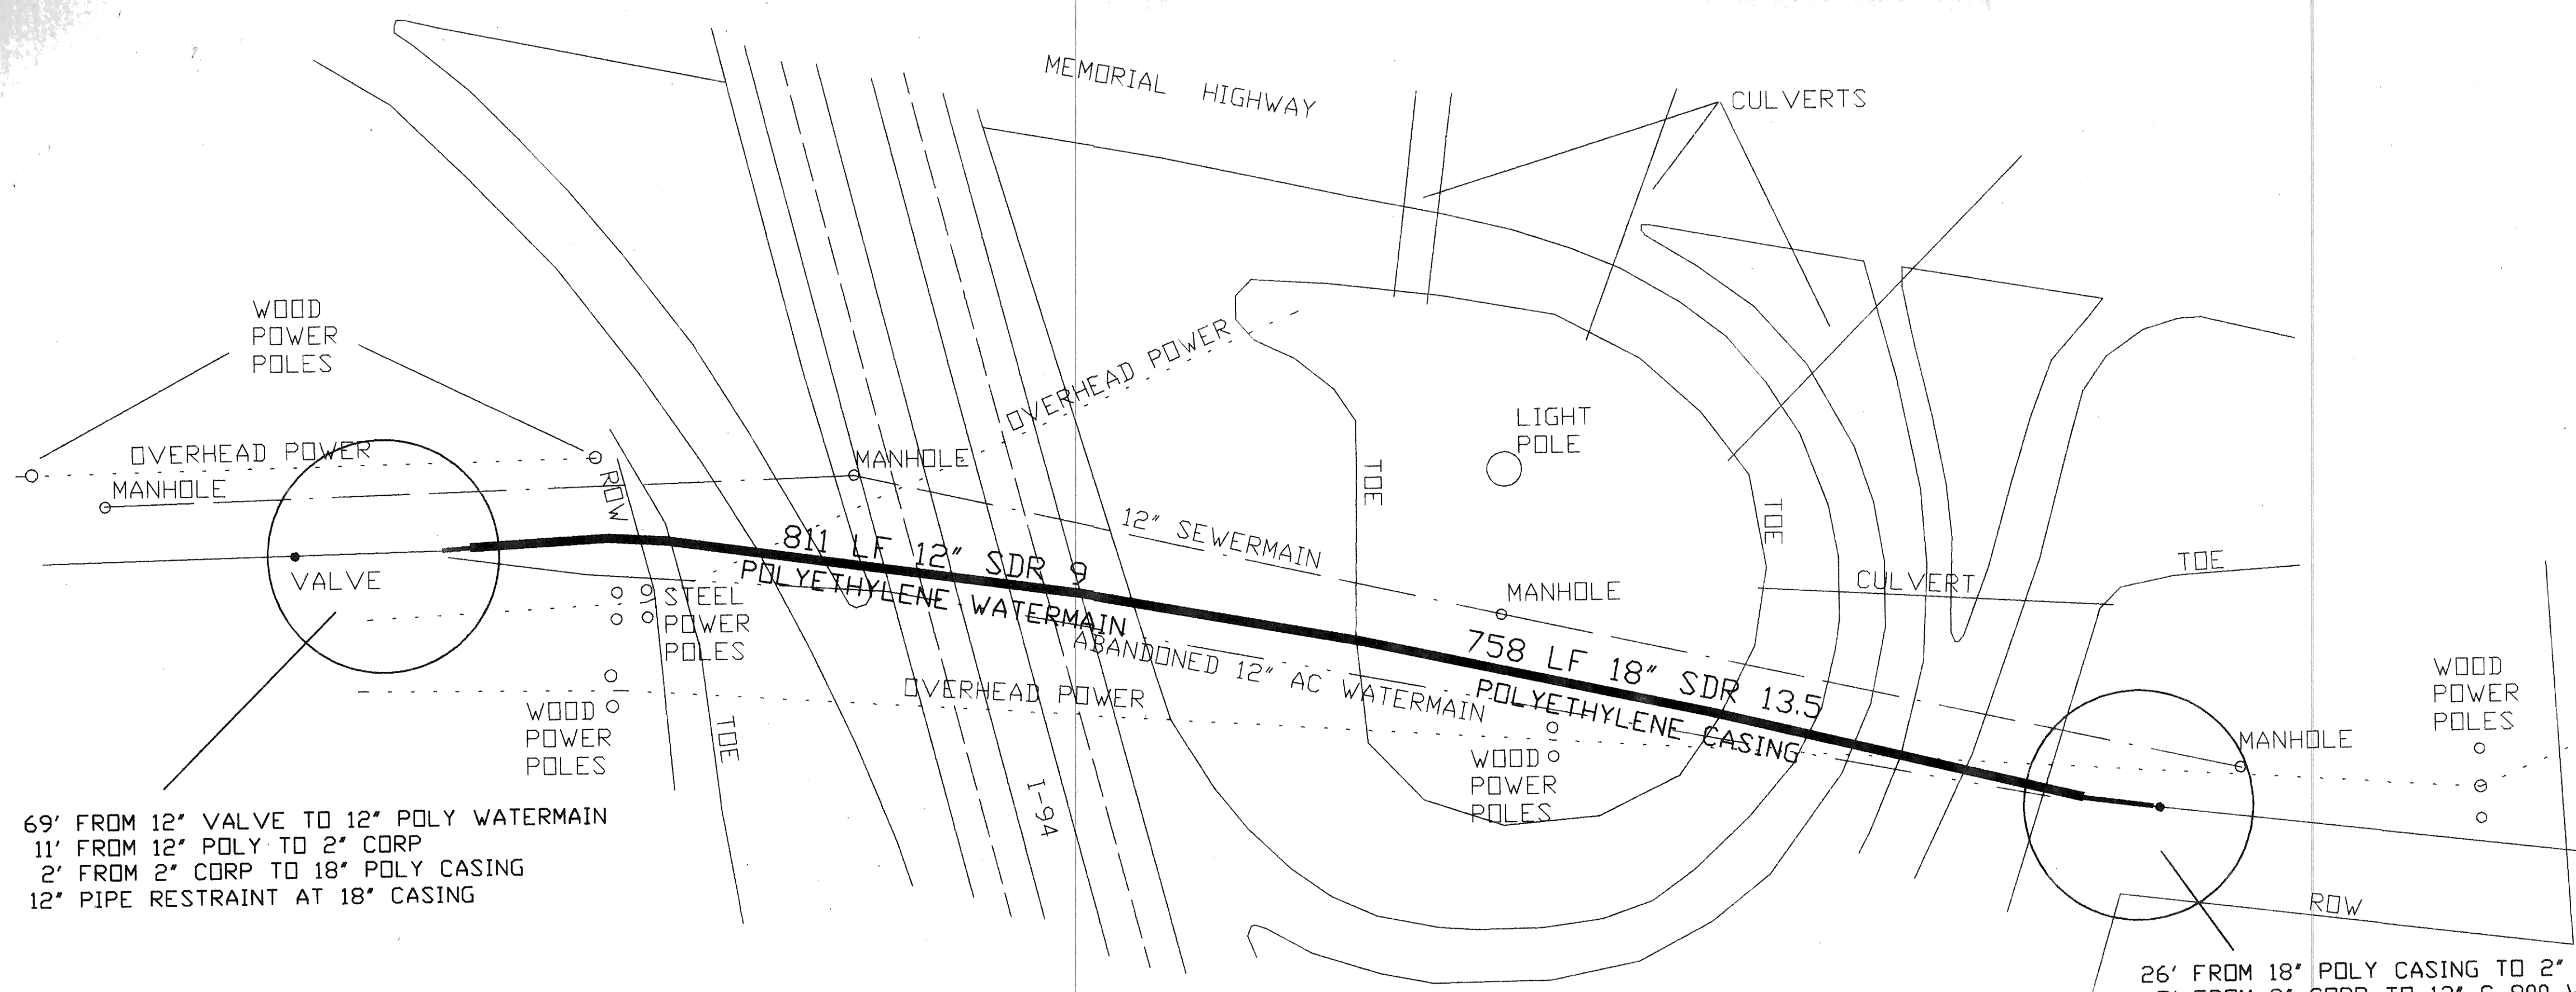 MEMORIAL HIGHWAY
CULVERTS
WOOD
POWER
POLES
OVERHEAD POWER
LIGHT
POLE
OVERHEAD POWER
MANHOLE
MANHOLE
ROW
TOE
TOE
12" SEWERMAIN
811 LF 12" SDR 9
POLYETHYLENE WATERMAIN
VALVE
STEEL
POWER
POLES
MANHOLE
CULVERT
TOE
ABANDONED 12" AC WATERMAIN
758 LF 18" SDR 13.5
POLYETHYLENE CASING
OVERHEAD POWER
WOOD
POWER
POLES
TOE
I-94
WOOD
POWER
POLES
MANHOLE
WOOD
POWER
POLES
69' FROM 12" VALVE TO 12" POLY WATERMAIN
11' FROM 12" POLY TO 2" CORP
2' FROM 2" CORP TO 18" POLY CASING
12" PIPE RESTRAINT AT 18" CASING
ROW
26' FROM 18" POLY CASING TO 2"